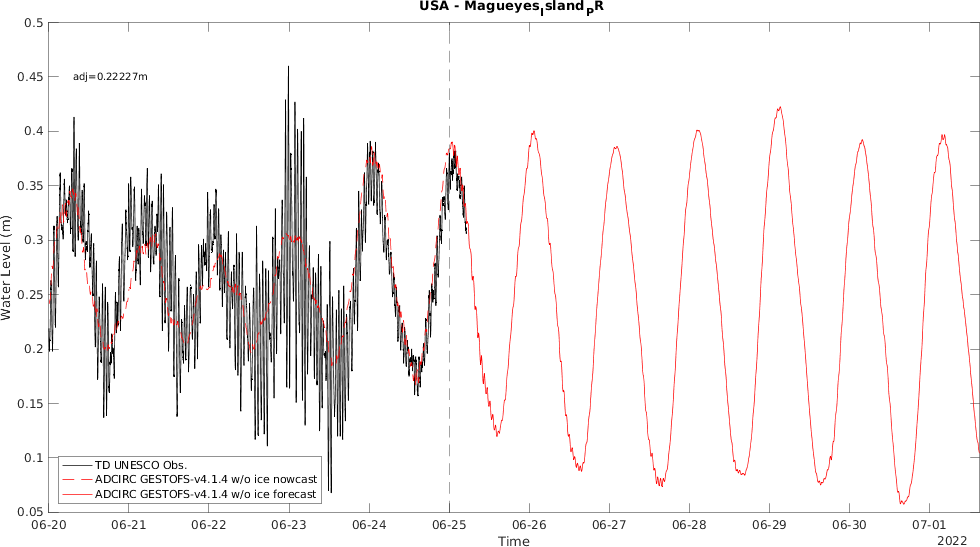 USA - Magueyes_Island_PR
0.5
0.45
adj=0.22227m
0.4
0.35
0.3
0.25
0.2
0.15
0.1
0.05
Water Level (m)
TD UNESCO Obs.
ADCIRC GESTOFS-v4.1.4 w/o ice nowcast
ADCIRC GESTOFS-v4.1.4 w/o ice forecast
06-20 06-21 06-22 06-23 06-24 06-25 06-26 06-27 06-28 06-29 06-30 07-01
Time
2022